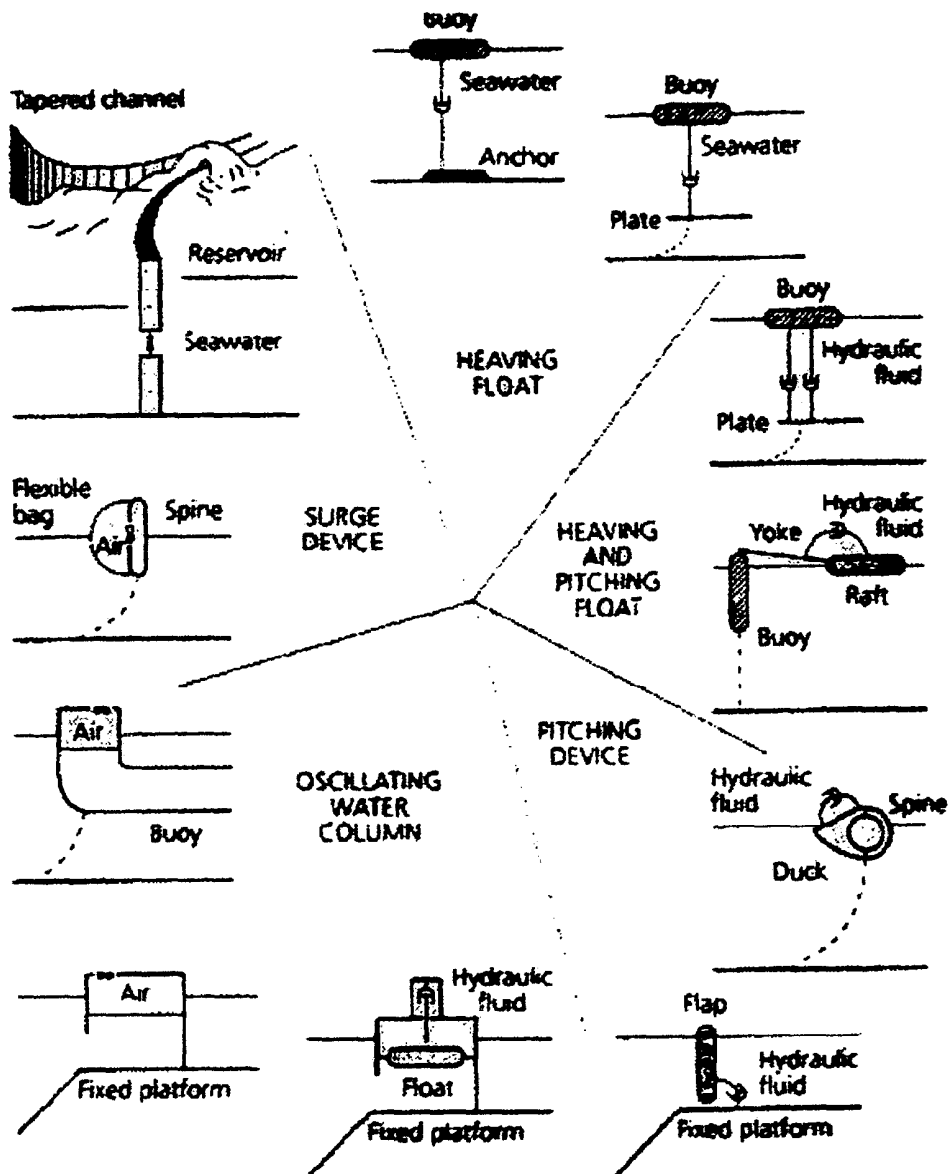 Buoy
Seawater
Anchor
Tapered channel
Reservoir
Seawater
Buoy
Seawater
Plate
HEAVING
FLOAT
Buoy
Hydraulic
fluid
Plate
Flexible
bag
Air
Spine
SURGE
DEVICE
HEAVING
AND
PITCHING
FLOAT
Yoke
Hydraulic
fluid
Raft
Buoy
Air
Buoy
OSCILLATING
WATER
COLUMN
PITCHING
DEVICE
Hydraulic
fluid
Spine
Duck
Air
Fixed platform
Hydraulic
fluid
Float
Fixed platform
Flap
Hydraulic
fluid
Fixed platform